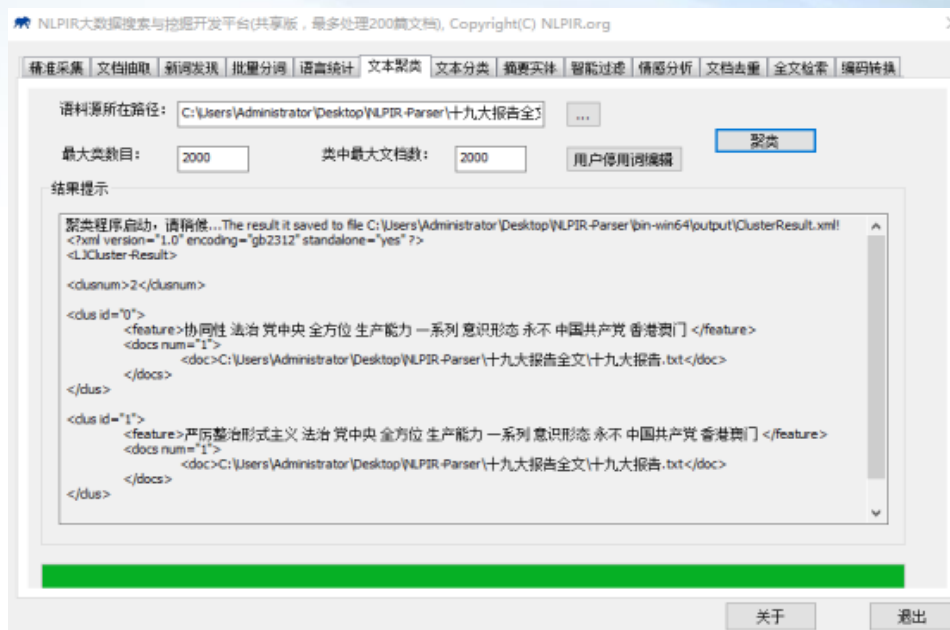 NLPIR大数据搜索与挖掘开发平台(共享版，最多处理200篇文档), Copyright(C) NLPIR.org
精准采集 文档抽取 新词发现 批量分词 语言统计 文本聚类 文本分类 摘要实体 智能过滤 情感分析 文档去重 全文检索 编码转换
语料源所在路径： C:\Users\Administrator\Desktop\NLPIR-Parser\十九大报告全文 ...
聚类
最大类数目： 2000 类中最大文档数： 2000 用户停用词编辑
结果提示
聚类程序启动，请稍候...The result it saved to file C:\Users\Administrator\Desktop\NLPIR-Parser\bin-win64\output\ClusterResult.xml!
<?xml version="1.0" encoding="gb2312" standalone="yes" ?>
<LJCluster-Result>
<clusnum>2</clusnum>
<clus id="0">
<feature>协同性 法治 党中央 全方位 生产能力 一系列 意识形态 永不 中国共产党 香港澳门 </feature>
<docs num="1">
<doc>C:\Users\Administrator\Desktop\NLPIR-Parser\十九大报告全文\十九大报告.txt</doc>
</docs>
</clus>
<clus id="1">
<feature>严厉整治形式主义 法治 党中央 全方位 生产能力 一系列 意识形态 永不 中国共产党 香港澳门 </feature>
<docs num="1">
<doc>C:\Users\Administrator\Desktop\NLPIR-Parser\十九大报告全文\十九大报告.txt</doc>
</docs>
</clus>
关于 退出